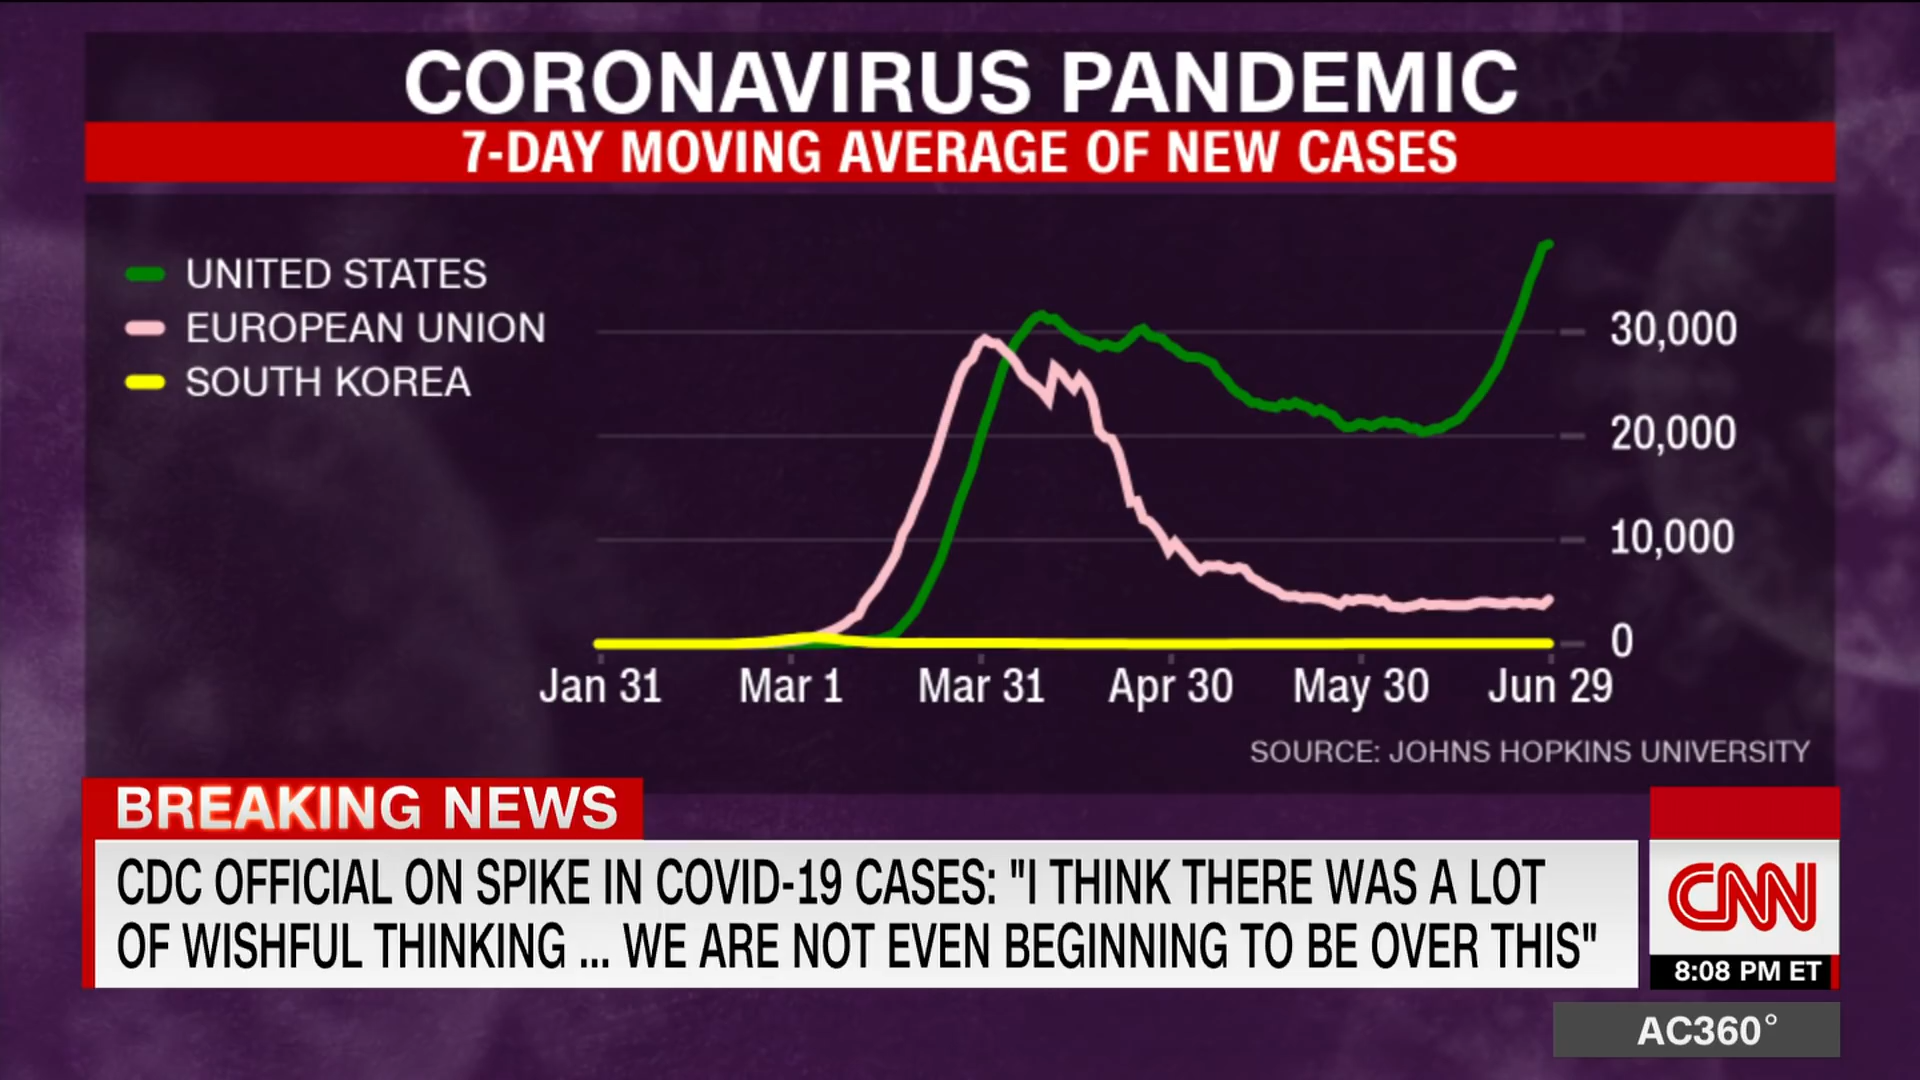 CORONAVIRUS PANDEMIC
7-DAY MOVING AVERAGE OF NEW CASES
UNITED STATES
EUROPEAN UNION
SOUTH KOREA
30,000
20,000
10,000
0
Jan 31 Mar 1 Mar 31 Apr 30 May 30 Jun 29
SOURCE: JOHNS HOPKINS UNIVERSITY
BREAKING NEWS
CDC OFFICIAL ON SPIKE IN COVID-19 CASES: "I THINK THERE WAS A LOT
OF WISHFUL THINKING ... WE ARE NOT EVEN BEGINNING TO BE OVER THIS"
CNN
8:08 PM ET
AC360°